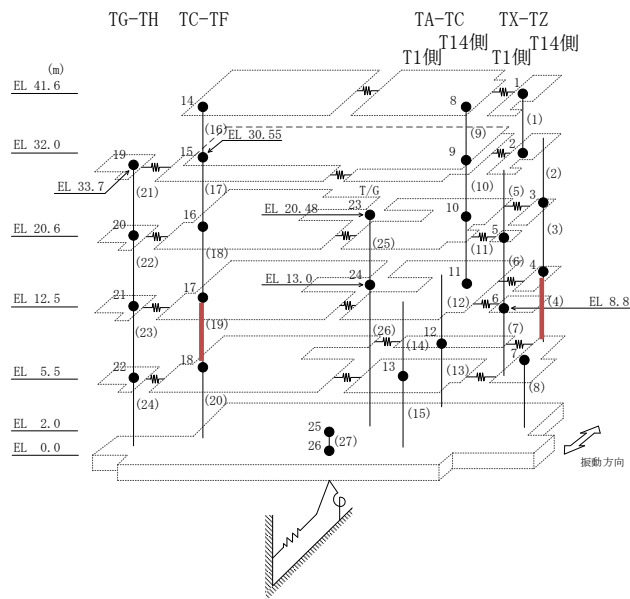 TG-TH TC-TF TA-TC TX-TZ
T1側 T14側 T1側 T14側
(m)
EL 41.6
14 8 1
(16) (9) (1)
EL 30.55
EL 32.0
19 15 9 2
EL 33.7
(21) (17) (10) (2)
T/G
EL 20.48
23 (5) 3
16 10
EL 20.6
20 5 (3)
(22) (18) (25) (11)
EL 13.0
24 11 (6) 4
EL 12.5
21 17 (12) 6 (4) EL 8.8
(23) (19) (26) 12 (7)
(14)
EL 5.5
22 18 13 (13) 7
(24) (20) (15) (8)
EL 2.0
25
EL 0.0
26 (27)
振動方向